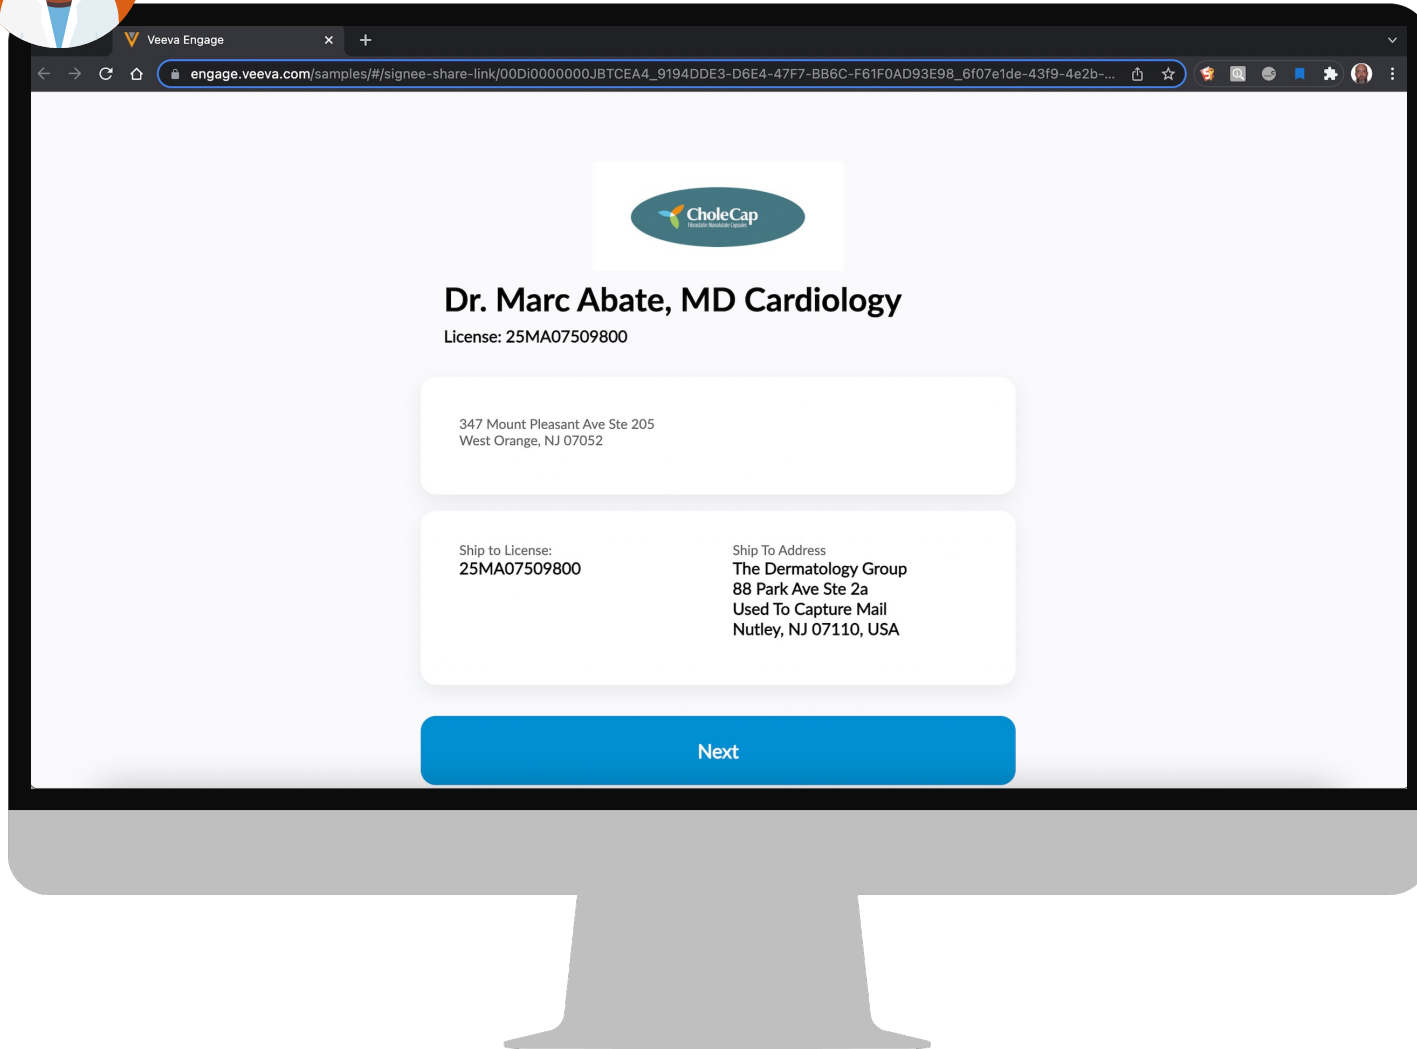 Veeva Engage
engage.veeva.com/samples/#/signee-share-link/00Di0000000JBTCEA4_9194DDE3-D6E4-47F7-BB6C-F61F0AD93E98_6f07e1de-43f9-4e2b-...
CholeCap
Dr. Marc Abate, MD Cardiology
License: 25MA07509800
347 Mount Pleasant Ave Ste 205
West Orange, NJ 07052
Ship to License:
25MA07509800
Ship To Address
The Dermatology Group
88 Park Ave Ste 2a
Used To Capture Mail
Nutley, NJ 07110, USA
Next